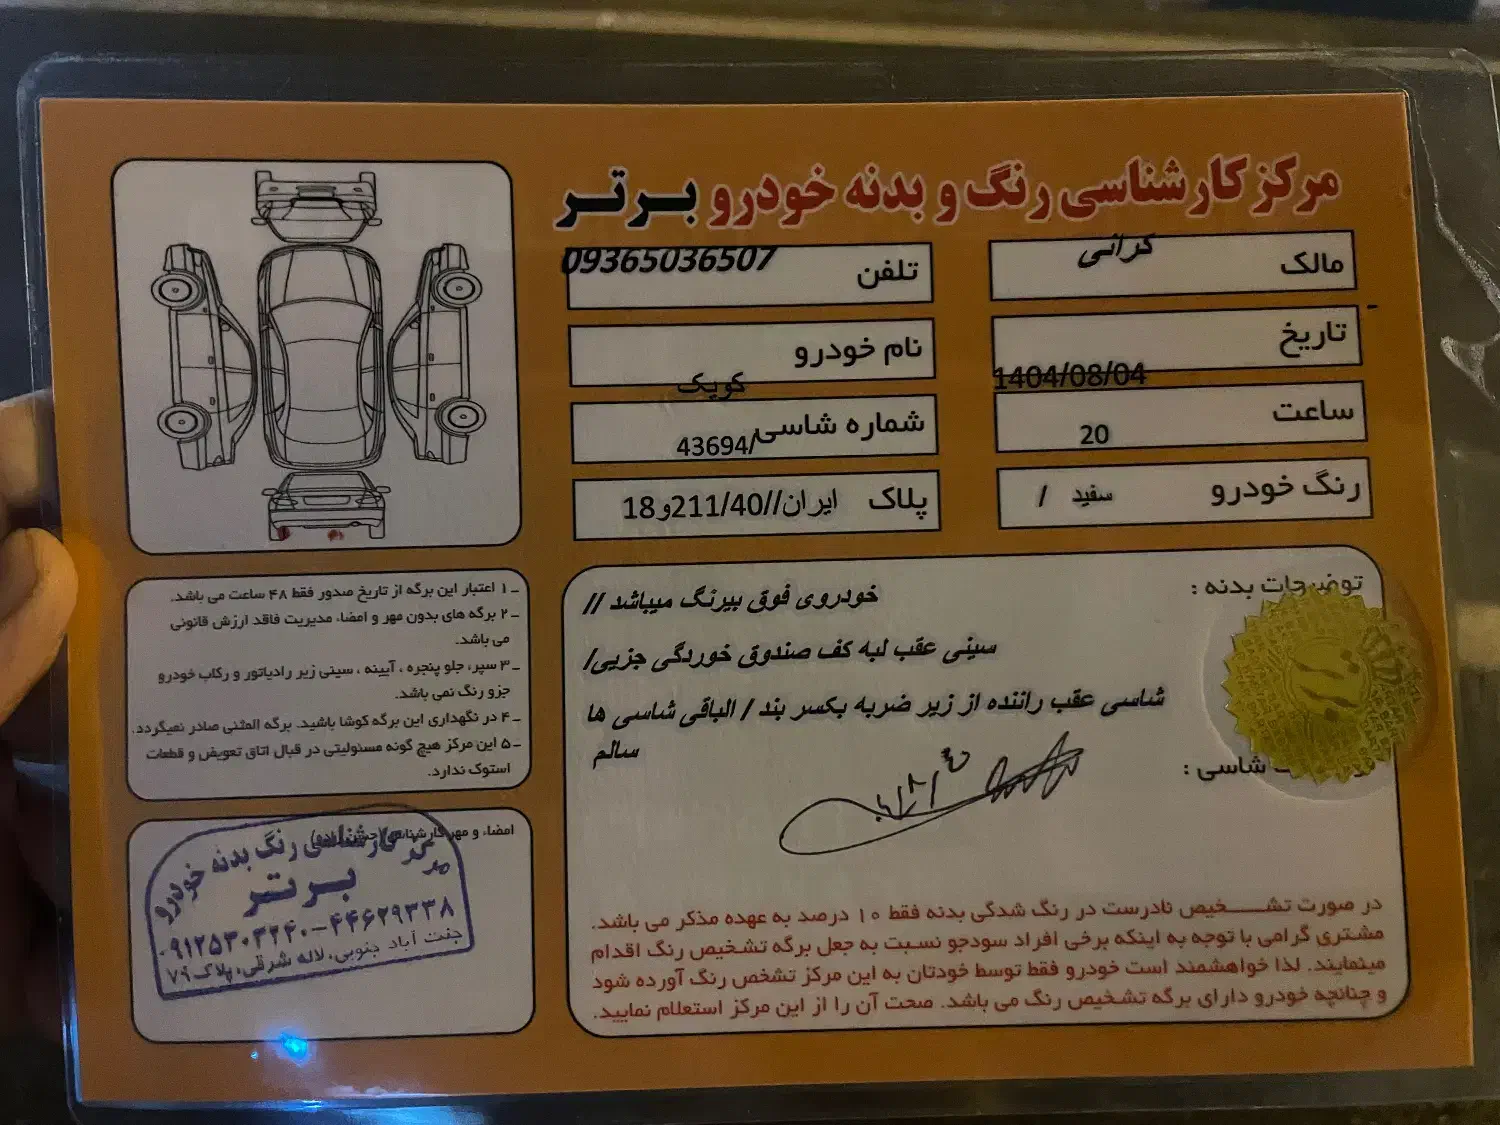 مرکز کارشناسی رنگ و بدنه خودرو برتر
مالک
کرانی
تلفن
09365036507
تاریخ
1404/08/04
نام خودرو
کوییک
ساعت
20
شماره شاسی
43694/
رنگ خودرو
سفید /
پلاک
ایران//211/40و18
توضیحات بدنه :
خودروی فوق بیرنگ میباشد //
سینی عقب لبه کف صندوق خوردگی جزیی/
شاسی عقب راننده از زیر ضربه بکسر بند / الباقی شاسی ها
سالم
شاسی :
در صورت تشخیص نادرست در رنگ شدگی بدنه فقط ۱۰ درصد به عهده مذکر می باشد.
مشتری گرامی با توجه به اینکه برخی افراد سودجو نسبت به جعل برگه تشخیص رنگ اقدام
مینمایند. لذا خواهشمند است خودرو فقط توسط خودتان به این مرکز تشخص رنگ آورده شود
و چنانچه خودرو دارای برگه تشخیص رنگ می باشد. صحت آن را از این مرکز استعلام نمایید.
۱ ـ اعتبار این برگه از تاریخ صدور فقط ۴۸ ساعت می باشد.
۲ ـ برگه های بدون مهر و امضاء مدیریت فاقد ارزش قانونی
می باشد.
۳ ـ سپر، جلو پنجره ، آیینه ، سینی زیر رادیاتور و رکاب خودرو
جزو رنگ نمی باشد.
۴ ـ در نگهداری این برگه کوشا باشید. برگه المثنی صادر نمیگردد.
۵ ـ این مرکز هیچ گونه مسئولیتی در قبال اتاق تعویض و قطعات
استوک ندارد.
امضاء و مهر کارشناسی
مرکز کارشناسی رنگ بدنه خودرو
برتر
۰۹۱۲۵۳۰۳۲۴۰-۴۴۶۲۹۳۳۸
جنت آباد جنوبی، لاله شرقی، پلاک ۷۹